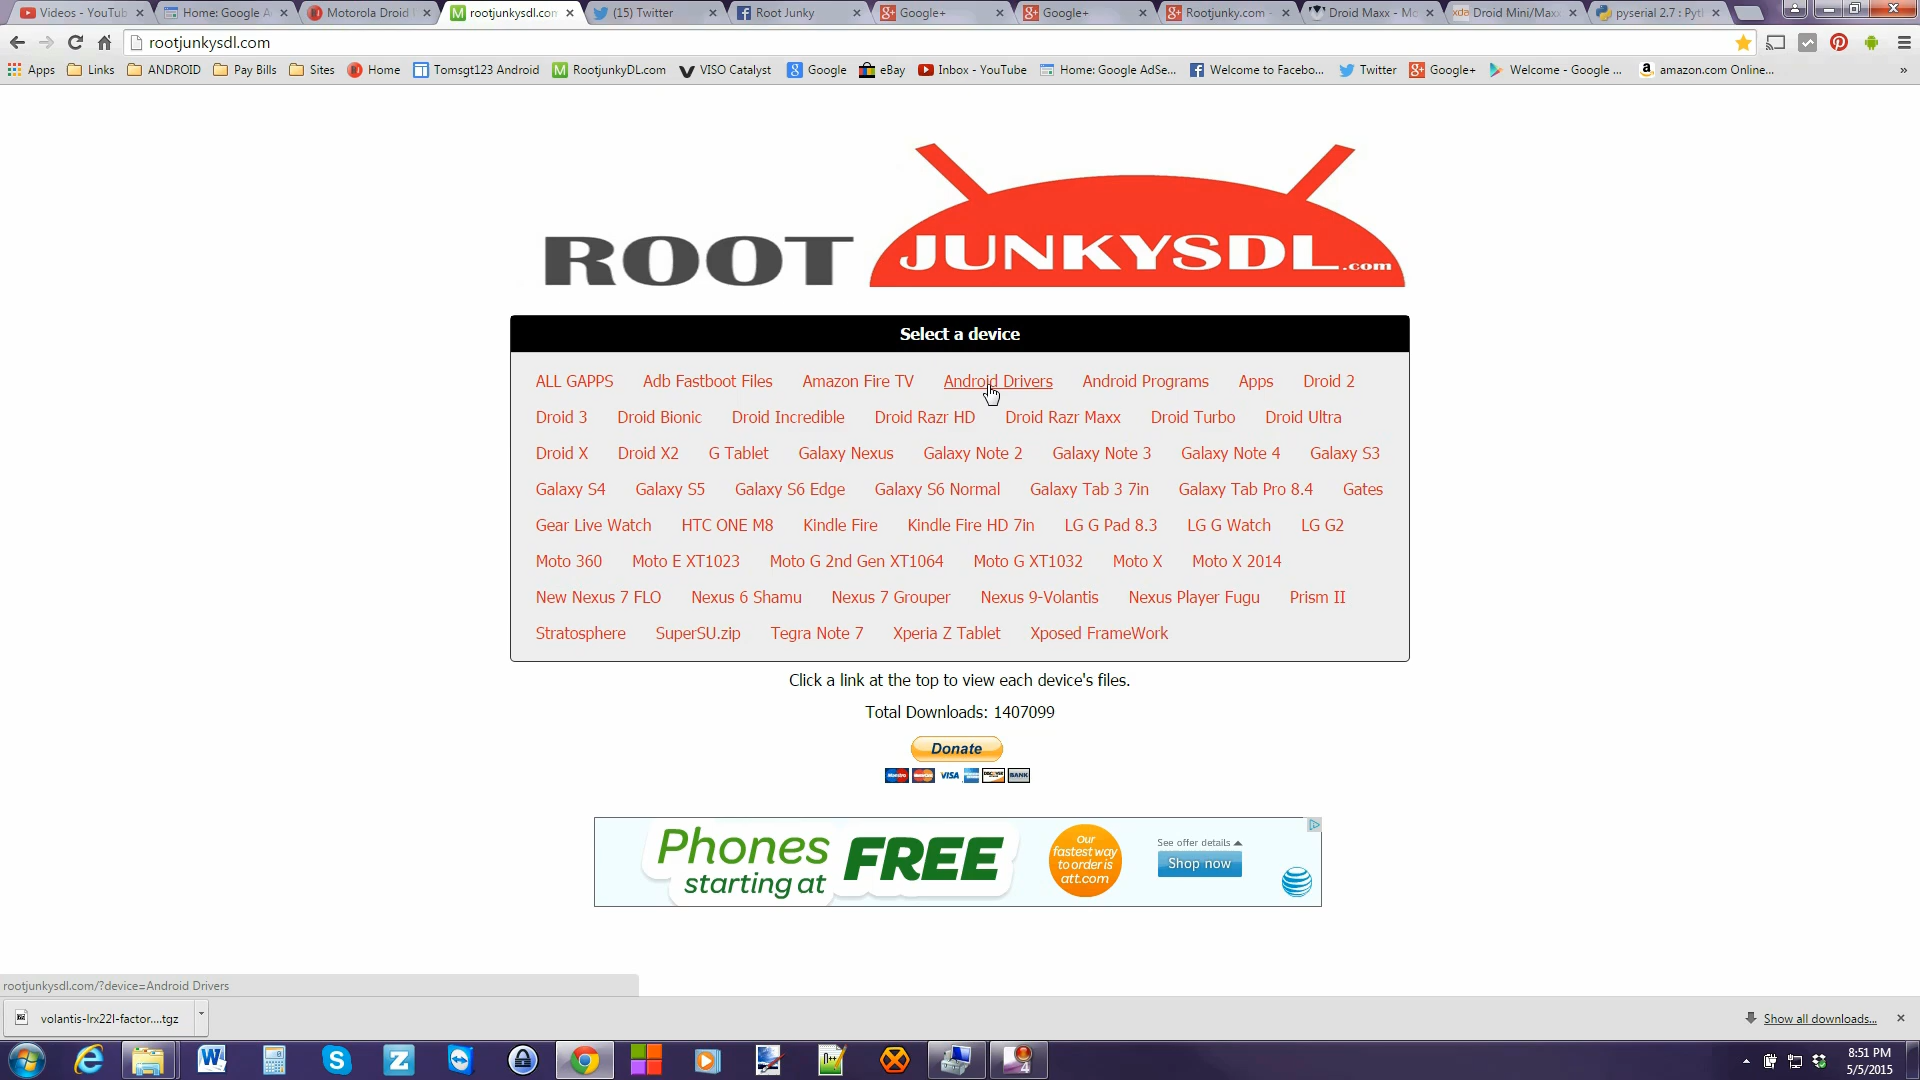 Videos - YouTub
Home: Google A
Motorola Droid
rootjunkysdl.com
(15) Twitter
Root Junky
Google+
Google+
Rootjunky.com -
Droid Maxx - Mo
Droid Mini/Maxx
pyserial 2.7 : Pyt
rootjunkysdl.com
Apps Links ANDROID Pay Bills Sites Home Tomsgt123 Android RootjunkyDL.com VISO Catalyst Google eBay Inbox - YouTube Home: Google AdSe... Welcome to Facebo... Twitter Google+ Welcome - Google ... amazon.com Online... »
ROOT JUNKYSDL.com
Select a device
ALL GAPPS Adb Fastboot Files Amazon Fire TV Android Drivers Android Programs Apps Droid 2
Droid 3 Droid Bionic Droid Incredible Droid Razr HD Droid Razr Maxx Droid Turbo Droid Ultra
Droid X Droid X2 G Tablet Galaxy Nexus Galaxy Note 2 Galaxy Note 3 Galaxy Note 4 Galaxy S3
Galaxy S4 Galaxy S5 Galaxy S6 Edge Galaxy S6 Normal Galaxy Tab 3 7in Galaxy Tab Pro 8.4 Gates
Gear Live Watch HTC ONE M8 Kindle Fire Kindle Fire HD 7in LG G Pad 8.3 LG G Watch LG G2
Moto 360 Moto E XT1023 Moto G 2nd Gen XT1064 Moto G XT1032 Moto X Moto X 2014
New Nexus 7 FLO Nexus 6 Shamu Nexus 7 Grouper Nexus 9-Volantis Nexus Player Fugu Prism II
Stratosphere SuperSU.zip Tegra Note 7 Xperia Z Tablet Xposed FrameWork
Click a link at the top to view each device's files.
Total Downloads: 1407099
Donate
VISA BANK
Phones
starting at
FREE
Our
fastest way
to order is
att.com
See offer details
Shop now
rootjunkysdl.com/?device=Android Drivers
volantis-lrx22l-factor....tgz
Show all downloads...
8:51 PM
5/5/2015